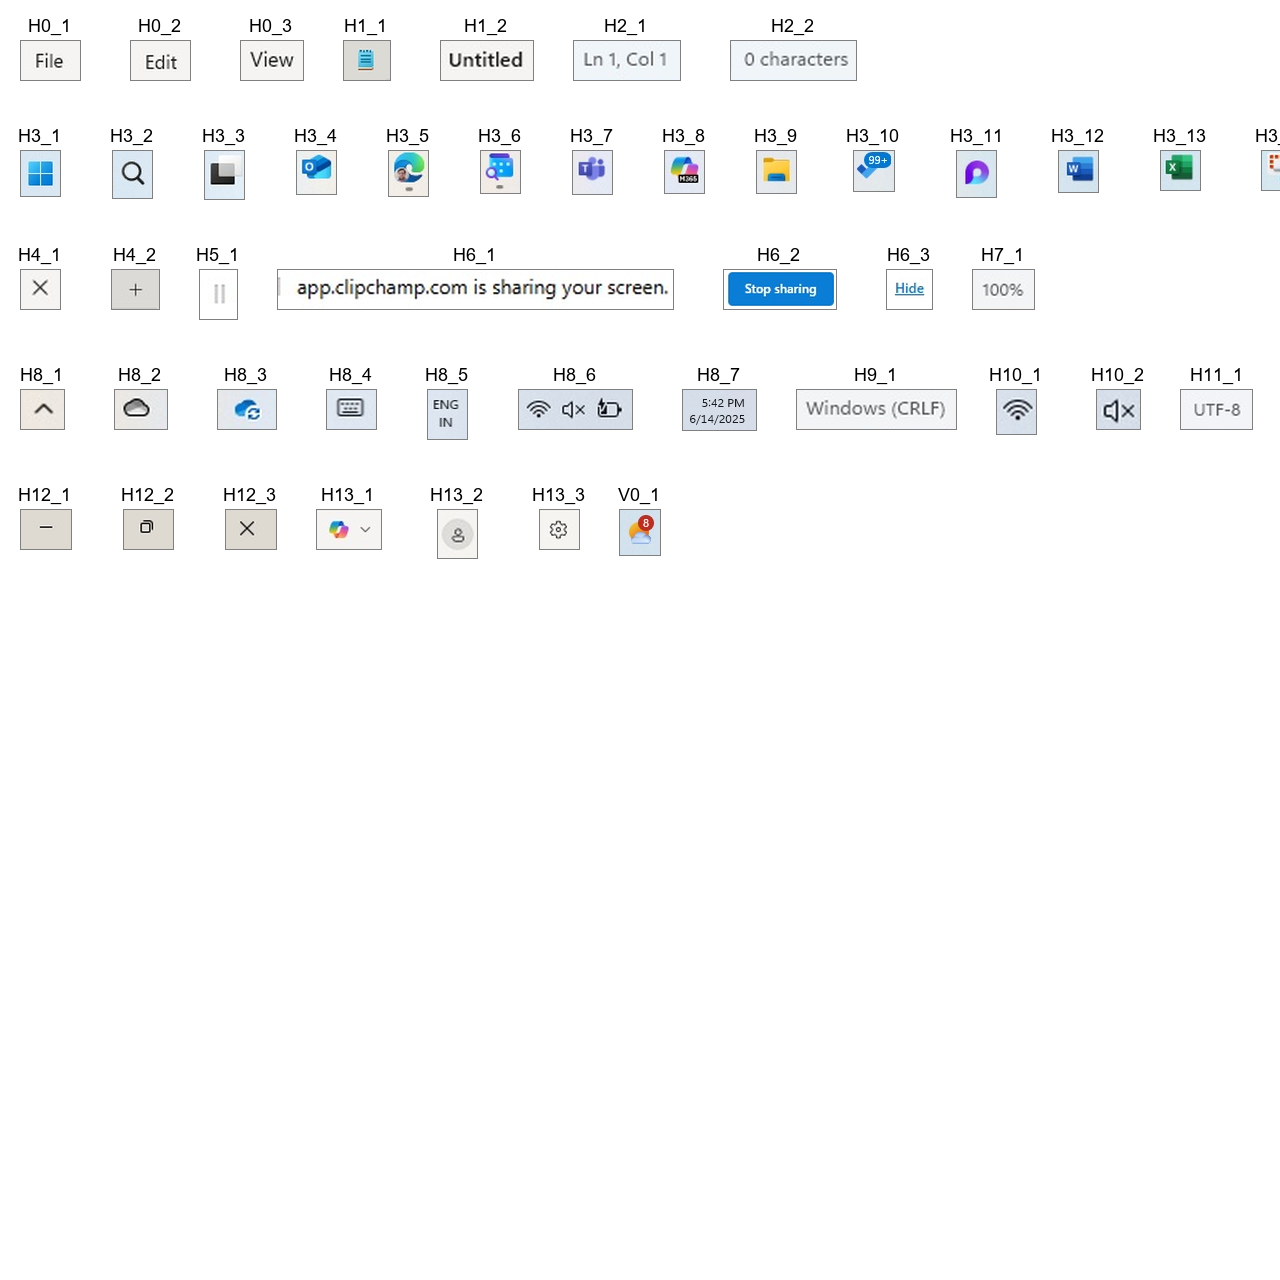 H0_1 H0_2 H0_3 H1_1 H1_2 H2_1 H2_2
File Edit View Untitled Ln 1, Col 1 0 characters
H3_1 H3_2 H3_3 H3_4 H3_5 H3_6 H3_7 H3_8 H3_9 H3_10 H3_11 H3_12 H3_13 H3_
M365 99+
H4_1 H4_2 H5_1 H6_1 H6_2 H6_3 H7_1
app.clipchamp.com is sharing your screen. Stop sharing Hide 100%
H8_1 H8_2 H8_3 H8_4 H8_5 H8_6 H8_7 H9_1 H10_1 H10_2 H11_1
ENG
IN
5:42 PM
6/14/2025
Windows (CRLF) UTF-8
H12_1 H12_2 H12_3 H13_1 H13_2 H13_3 V0_1
8